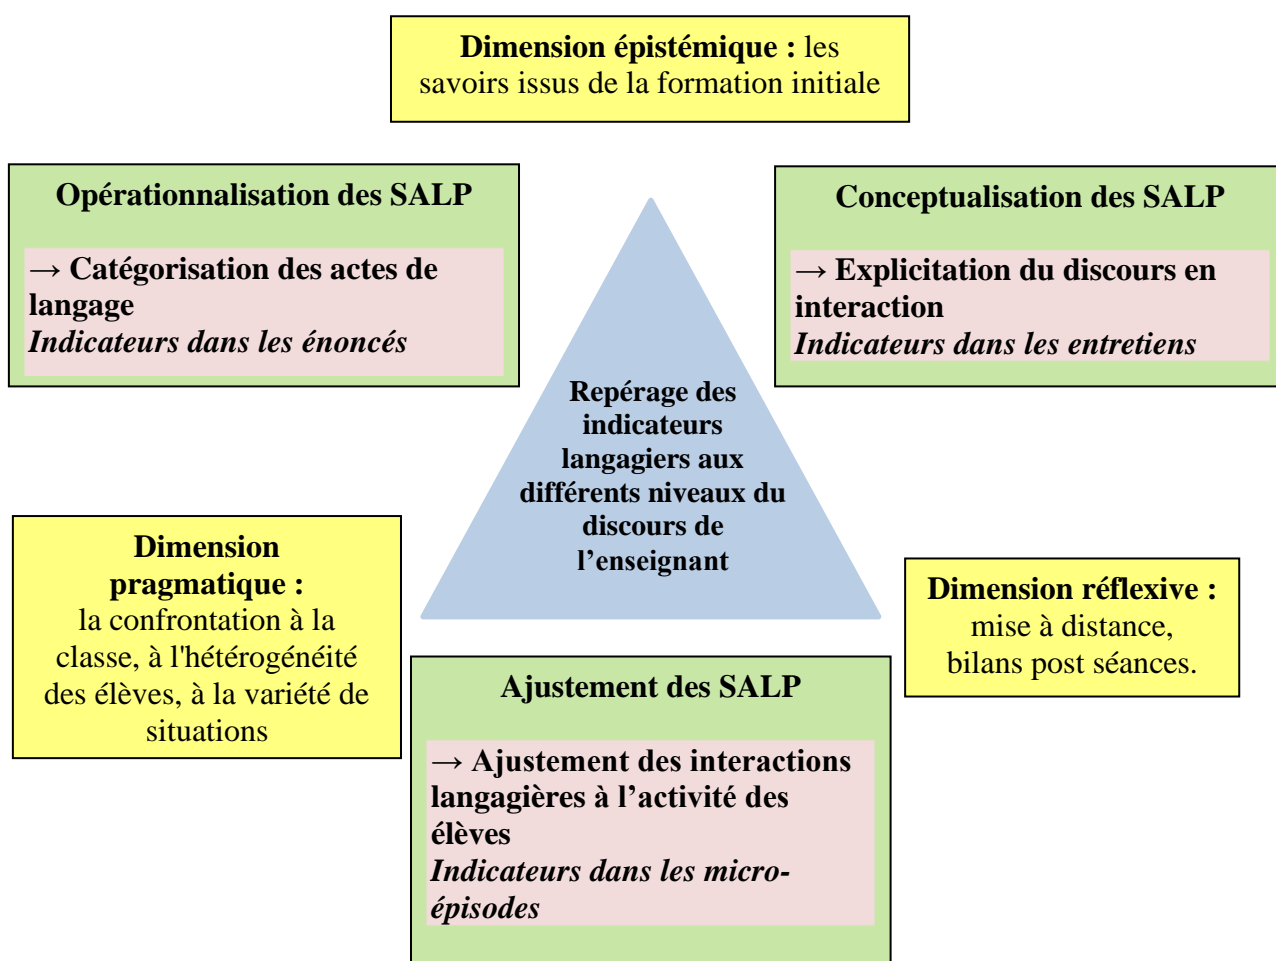 Dimension épistémique : les
savoirs issus de la formation initiale
Opérationnalisation des SALP
→ Catégorisation des actes de
langage
Indicateurs dans les énoncés
Conceptualisation des SALP
→ Explicitation du discours en
interaction
Indicateurs dans les entretiens
Repérage des
indicateurs
langagiers aux
différents niveaux du
discours de
l’enseignant
Dimension
pragmatique :
la confrontation à la
classe, à l'hétérogénéité
des élèves, à la variété de
situations
Dimension réflexive :
mise à distance,
bilans post séances.
Ajustement des SALP
→ Ajustement des interactions
langagières à l’activité des
élèves
Indicateurs dans les micro-
épisodes